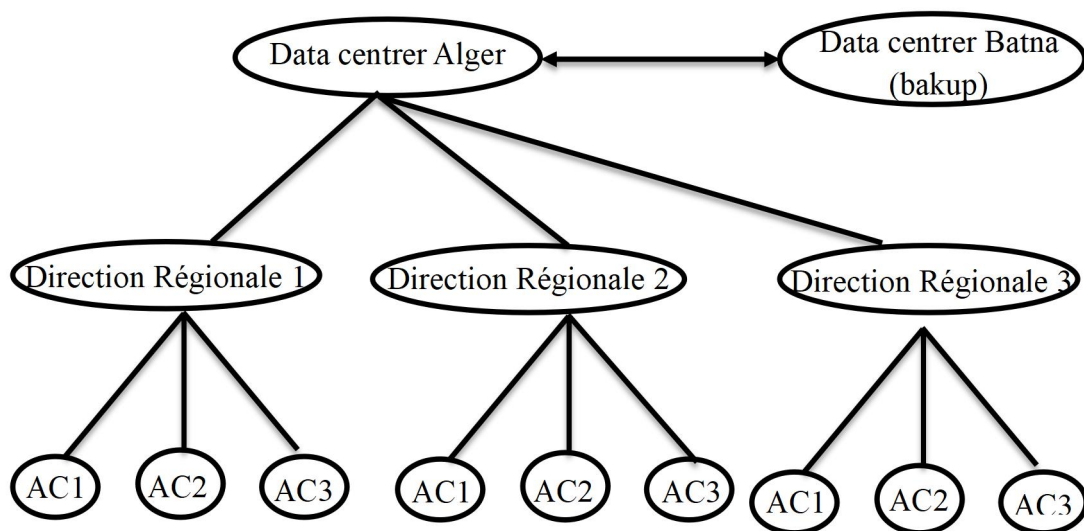 Data centrer Alger
Data centrer Batna
(bakup)
Direction Régionale 1
Direction Régionale 2
Direction Régionale 3
AC1
AC2
AC3
AC1
AC2
AC3
AC1
AC2
AC3